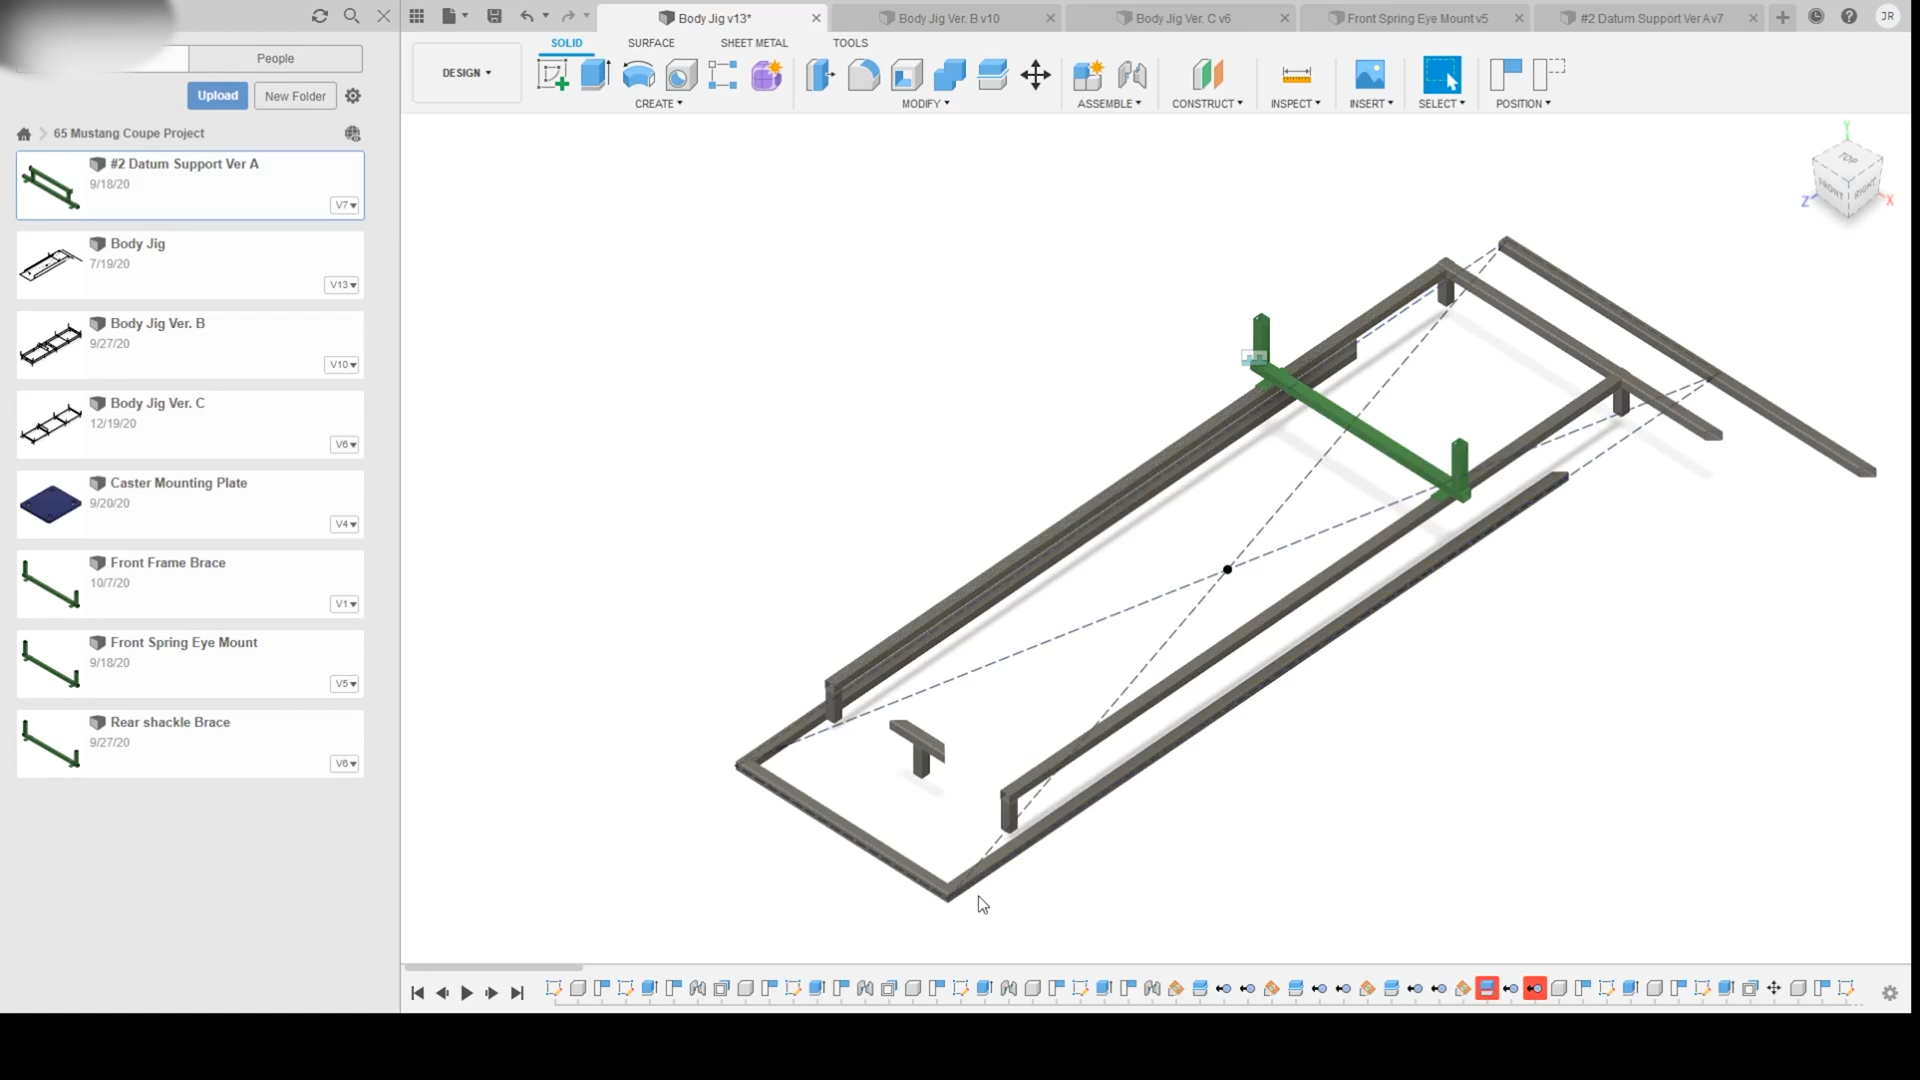 Body Jig v13*
Body Jig Ver. B v10
Body Jig Ver. C v6
Front Spring Eye Mount v5
#2 Datum Support Ver A v7
JR
People
Upload
New Folder
65 Mustang Coupe Project
#2 Datum Support Ver A
9/18/20
V7
Body Jig
7/19/20
V13
Body Jig Ver. B
9/27/20
V10
Body Jig Ver. C
12/19/20
V6
Caster Mounting Plate
9/20/20
V4
Front Frame Brace
10/7/20
V1
Front Spring Eye Mount
9/18/20
V5
Rear shackle Brace
9/27/20
V6
SOLID
SURFACE
SHEET METAL
TOOLS
DESIGN
CREATE
MODIFY
ASSEMBLE
CONSTRUCT
INSPECT
INSERT
SELECT
POSITION
Y
TOP
FRONT
RIGHT
Z
X